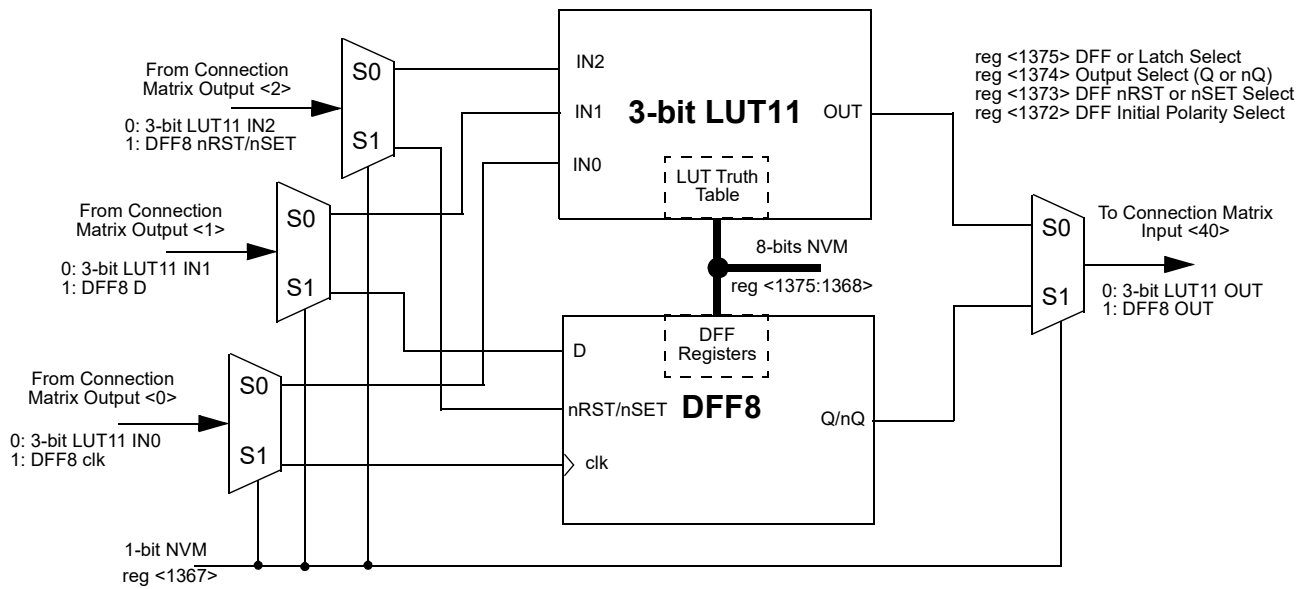 From Connection
Matrix Output <2>
0: 3-bit LUT11 IN2
1: DFF8 nRST/nSET
S0
S1
From Connection
Matrix Output <1>
0: 3-bit LUT11 IN1
1: DFF8 D
S0
S1
From Connection
Matrix Output <0>
0: 3-bit LUT11 IN0
1: DFF8 clk
S0
S1
1-bit NVM
reg <1367>
IN2
IN1
IN0
3-bit LUT11
OUT
LUT Truth
Table
8-bits NVM
reg <1375:1368>
DFF
Registers
D
nRST/nSET
clk
DFF8
Q/nQ
reg <1375> DFF or Latch Select
reg <1374> Output Select (Q or nQ)
reg <1373> DFF nRST or nSET Select
reg <1372> DFF Initial Polarity Select
S0
S1
To Connection Matrix
Input <40>
0: 3-bit LUT11 OUT
1: DFF8 OUT